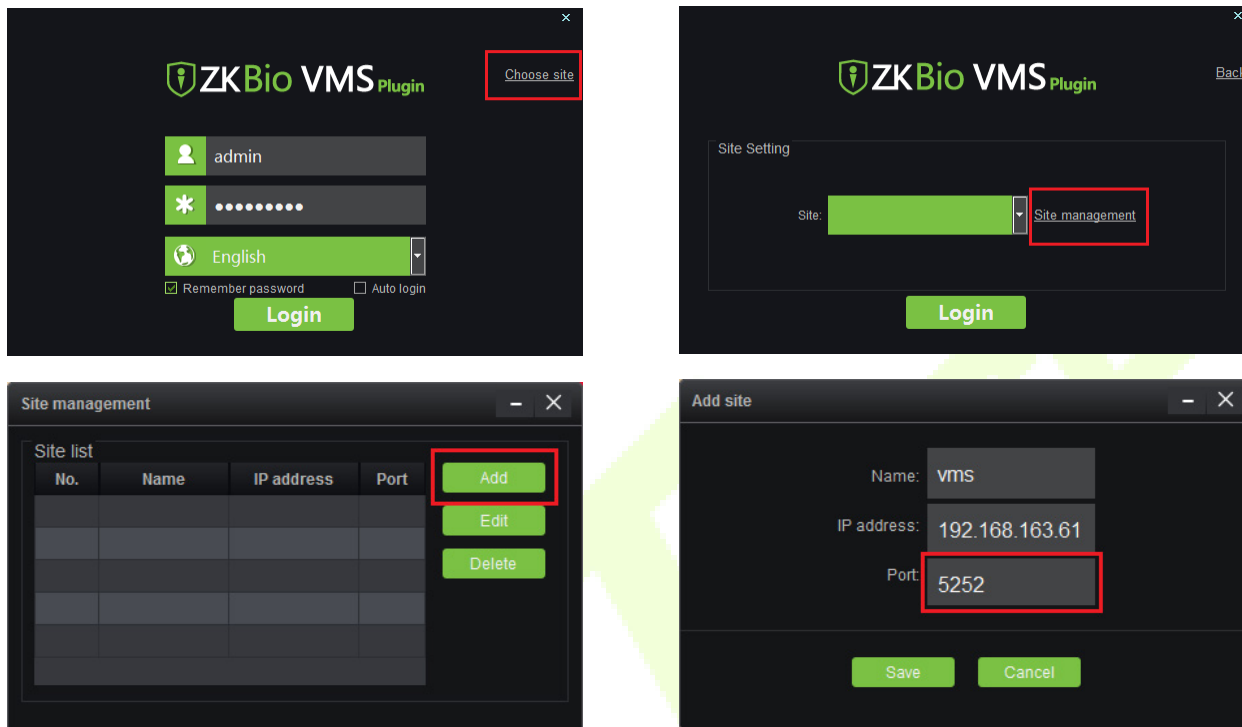 ZKBio VMS Plugin
Choose site
admin
English
Remember password
Auto login
Login
ZKBio VMS Plugin
Back
Site Setting
Site:
Site management
Login
Site management
Site list
No. Name IP address Port
Add
Edit
Delete
Add site
Name: vms
IP address: 192.168.163.61
Port: 5252
Save Cancel